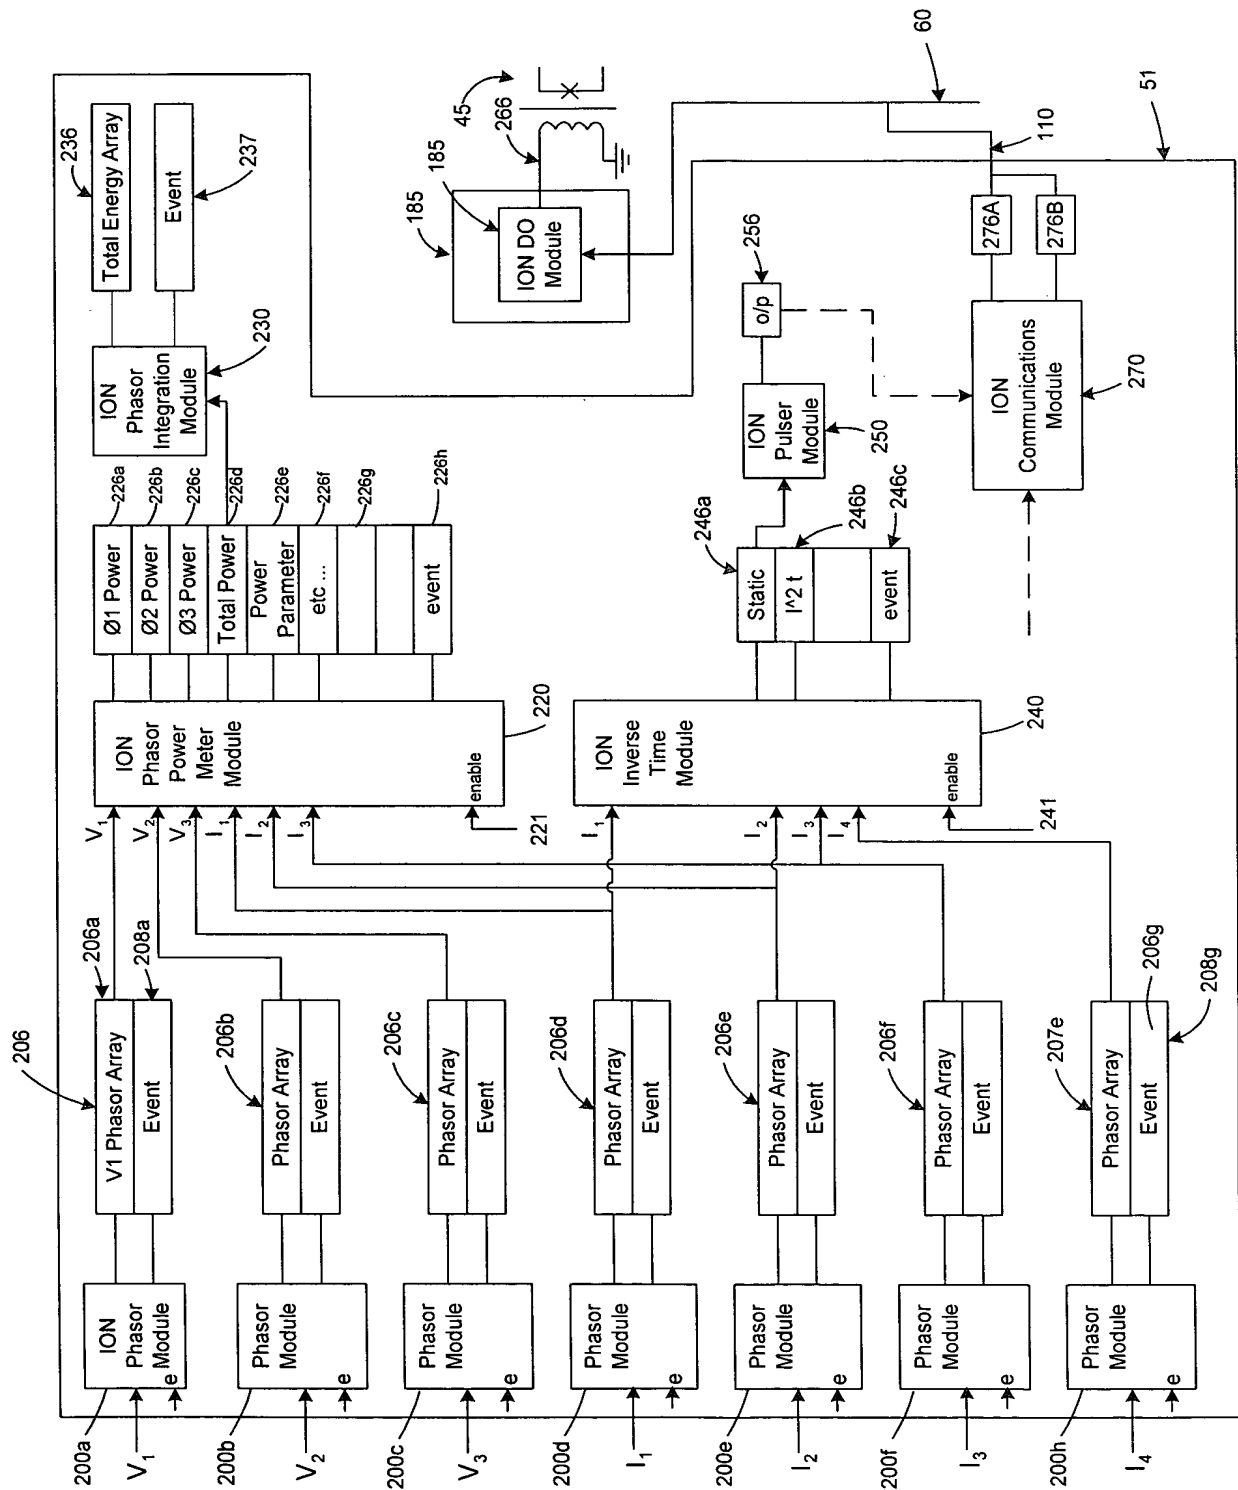 200a
V1
ION
Phasor
Module
e
206
V1 Phasor Array
Event
206a
208a
200b
V2
Phasor
Module
e
206b
Phasor Array
Event
200c
V3
Phasor
Module
e
206c
Phasor Array
Event
200d
I1
Phasor
Module
e
206d
Phasor Array
Event
200e
I2
Phasor
Module
e
206e
Phasor Array
Event
200f
I3
Phasor
Module
e
206f
Phasor Array
Event
200h
I4
Phasor
Module
e
207e
Phasor Array
Event
206g
208g
V1
V2
V3
I1
I2
I3
221
ION
Phasor
Power
Meter
Module
enable
220
Ø1 Power
Ø2 Power
Ø3 Power
Total Power
Power
Parameter
etc ...
event
226a
226b
226c
226d
226e
226f
226g
226h
ION
Phasor
Integration
Module
230
Total Energy Array
236
Event
237
I1
I2
I3
I4
241
ION
Inverse
Time
Module
enable
240
Static
I^2 t
event
246a
246b
246c
ION
Pulser
Module
250
o/p
256
185
185
ION DO
Module
266
45
ION
Communications
Module
270
276A
276B
110
60
51